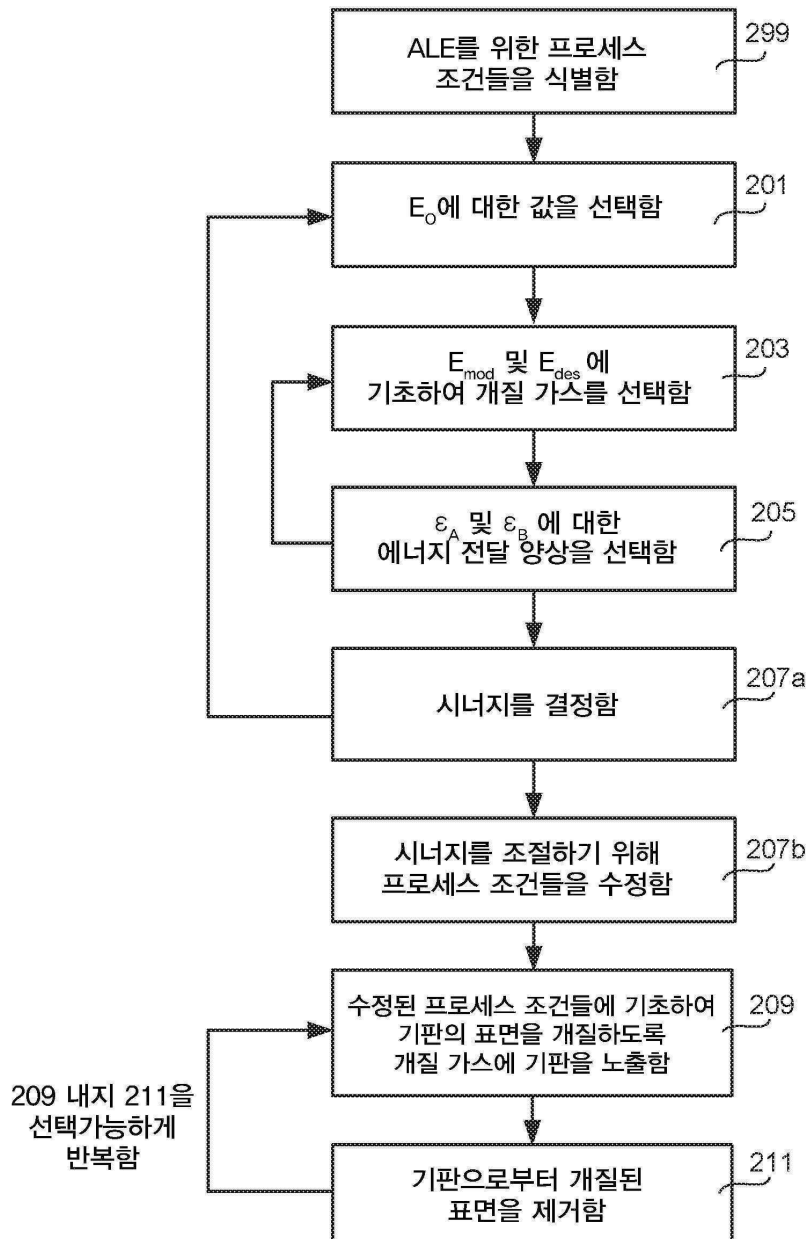 299
ALE를 위한 프로세스
조건들을 식별함
201
E₀에 대한 값을 선택함
203
Emod 및 Edes 에
기초하여 개질 가스를 선택함
205
εA 및 εB 에 대한
에너지 전달 양상을 선택함
207a
시너지를 결정함
207b
시너지를 조절하기 위해
프로세스 조건들을 수정함
209
수정된 프로세스 조건들에 기초하여
기판의 표면을 개질하도록
개질 가스에 기판을 노출함
209 내지 211을
선택가능하게
반복함
211
기판으로부터 개질된
표면을 제거함